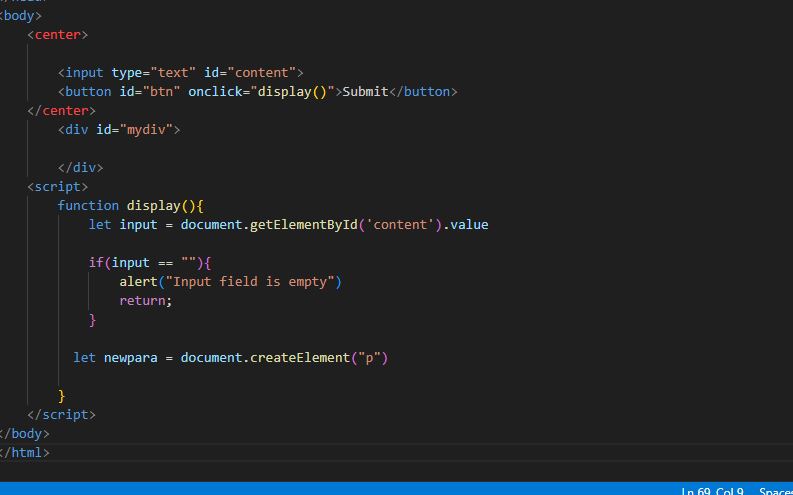 <body>
<center>
<input type="text" id="content">
<button id="btn" onclick="display()">Submit</button>
</center>
<div id="mydiv">
</div>
<script>
function display(){
let input = document.getElementById('content').value
if(input == ""){
alert("Input field is empty")
return;
}
let newpara = document.createElement("p")
}
</script>
</body>
</html>
Ln 69, Col 9 Spaces